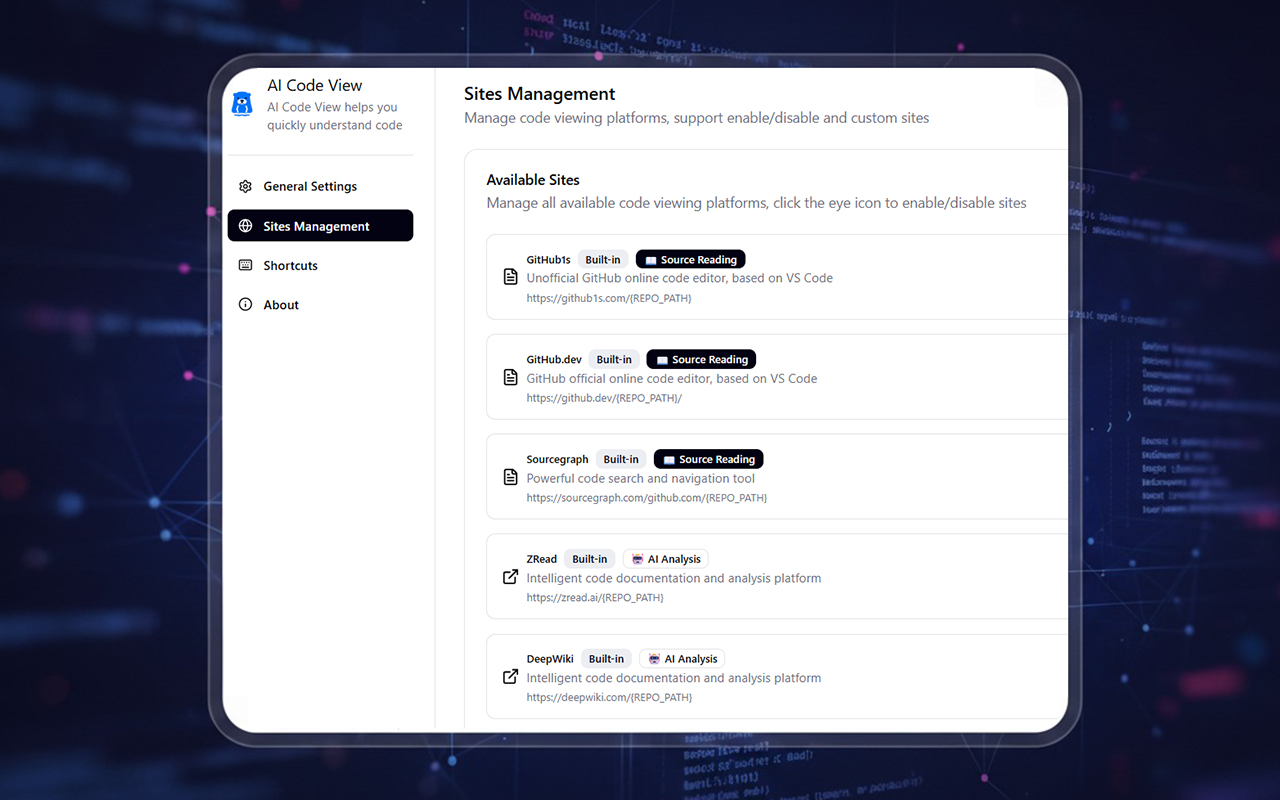 AI Code View
AI Code View helps you
quickly understand code
General Settings
Sites Management
Shortcuts
About
Sites Management
Manage code viewing platforms, support enable/disable and custom sites
Available Sites
Manage all available code viewing platforms, click the eye icon to enable/disable sites
GitHub1s Built-in Source Reading
Unofficial GitHub online code editor, based on VS Code
https://github1s.com/{REPO_PATH}
GitHub.dev Built-in Source Reading
GitHub official online code editor, based on VS Code
https://github.dev/{REPO_PATH}/
Sourcegraph Built-in Source Reading
Powerful code search and navigation tool
https://sourcegraph.com/github.com/{REPO_PATH}
ZRead Built-in AI Analysis
Intelligent code documentation and analysis platform
https://zread.ai/{REPO_PATH}
DeepWiki Built-in AI Analysis
Intelligent code documentation and analysis platform
https://deepwiki.com/{REPO_PATH}